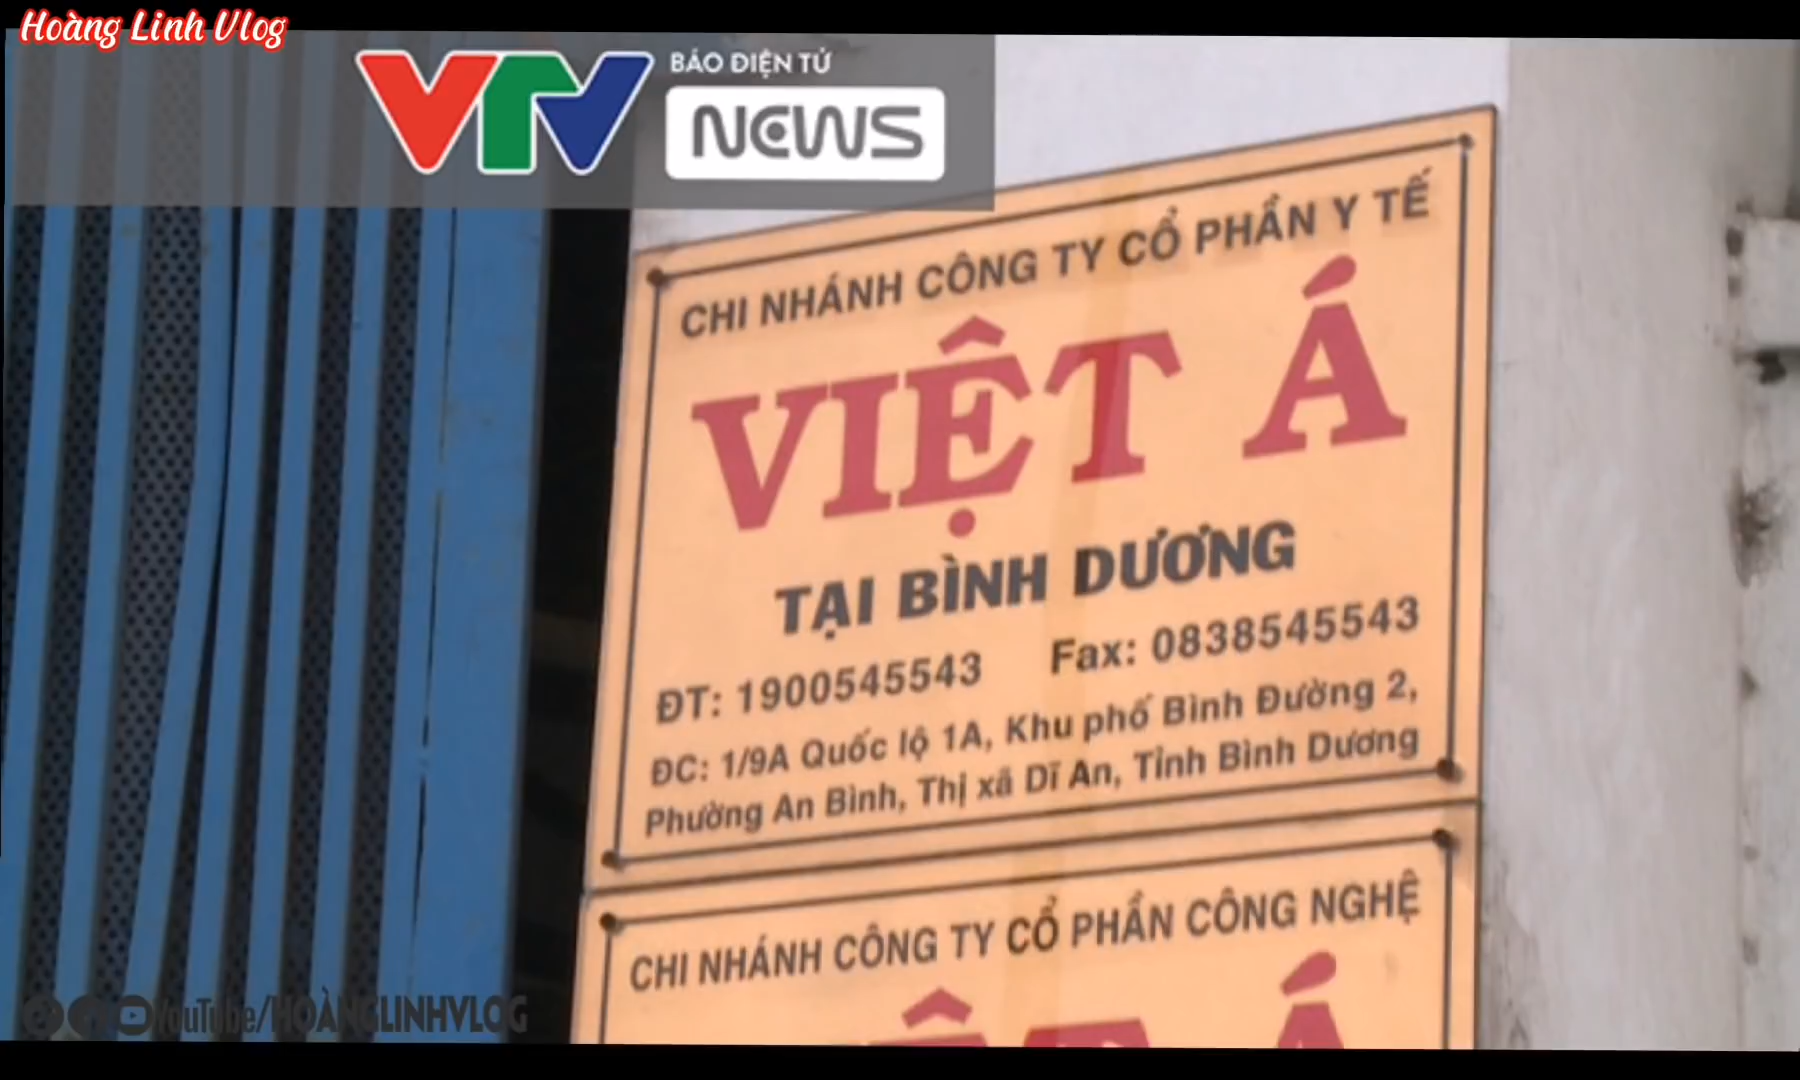 Hoàng Linh Vlog
VTV
BÁO ĐIỆN TỬ
NEWS
CHI NHÁNH CÔNG TY CỔ PHẦN Y TẾ
VIỆT Á
TẠI BÌNH DƯƠNG
ĐT: 1900545543 Fax: 0838545543
ĐC: 1/9A Quốc lộ 1A, Khu phố Bình Đường 2,
Phường An Bình, Thị xã Dĩ An, Tỉnh Bình Dương
CHI NHÁNH CÔNG TY CỔ PHẦN CÔNG NGHỆ
VIỆT Á
YouTube/HOÀNGLINHVLOG